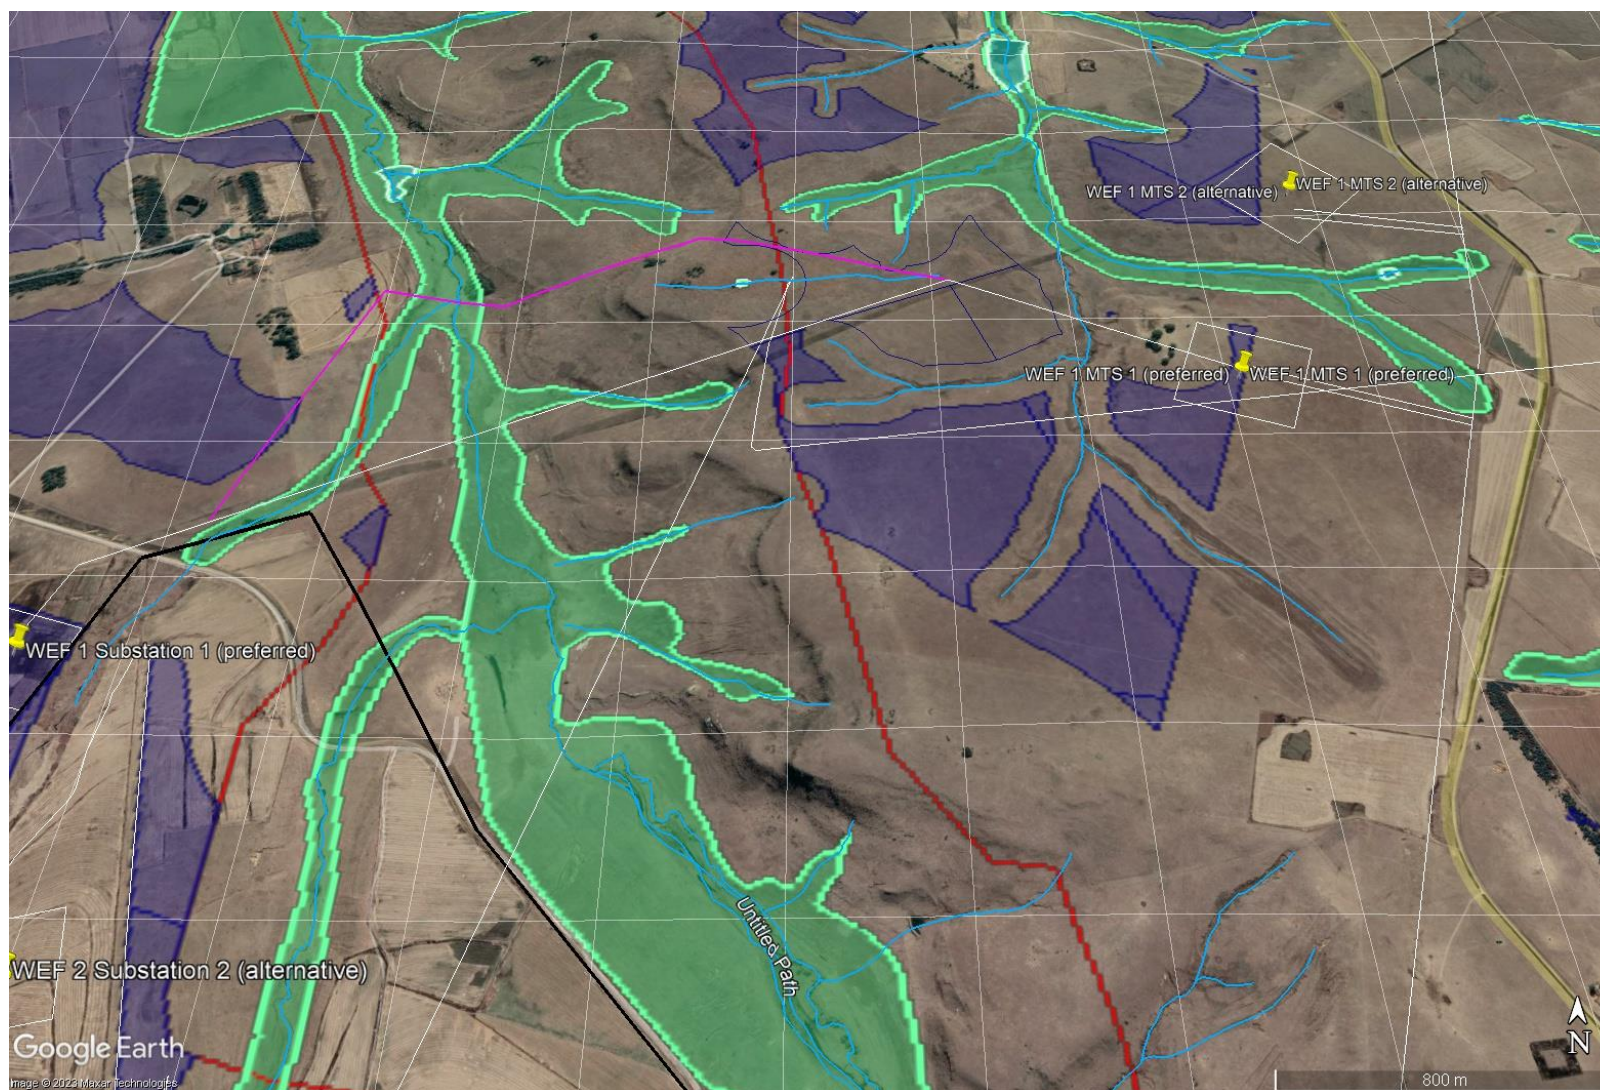 WEF 1 MTS 2 (alternative)
WEF 1 MTS 2 (alternative)
WEF 1 MTS 1 (preferred)
WEF 1 MTS 1 (preferred)
WEF 1 Substation 1 (preferred)
Untitled Path
WEF 2 Substation 2 (alternative)
Google Earth
Image © 2023 Maxar Technologies
800 m
N